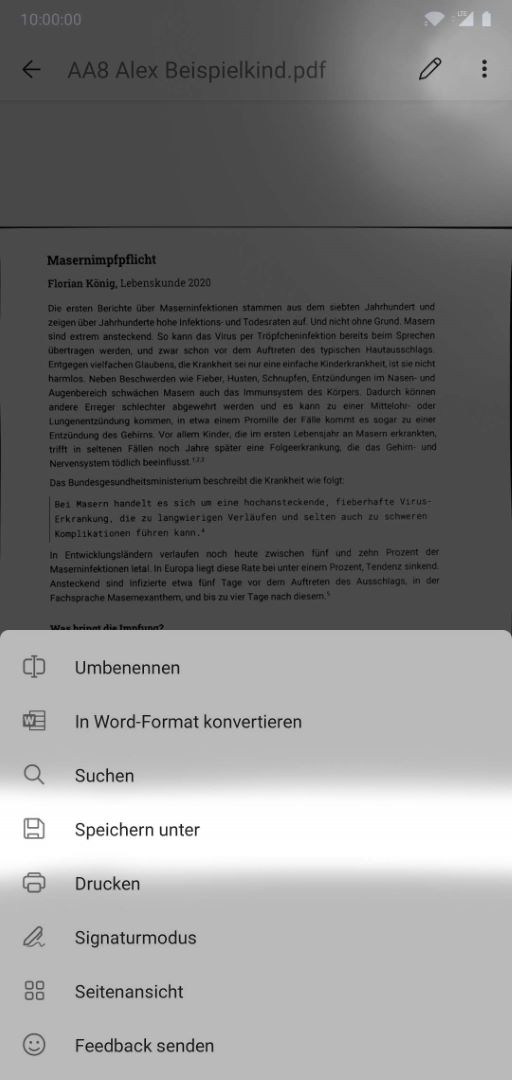 10:00:00
LTE
AA8 Alex Beispielkind.pdf
Masernimpfpflicht
Florian König, Lebenskunde 2020
Die ersten Berichte über Maserninfektionen stammen aus dem siebten Jahrhundert und
zeigen über Jahrhunderte hohe Infektions- und Todesraten auf. Und nicht ohne Grund. Masern
sind extrem ansteckend. So kann das Virus per Tröpfcheninfektion bereits beim Sprechen
übertragen werden, und zwar schon vor dem Auftreten des typischen Hautausschlags.
Entgegen vielfachen Glaubens, die Krankheit sei nur eine einfache Kinderkrankheit, ist sie nicht
harmlos. Neben Beschwerden wie Fieber, Husten, Schnupfen, Entzündungen im Nasen- und
Augenbereich schwächen Masern auch das Immunsystem des Körpers. Dadurch können
andere Erreger schlechter abgewehrt werden und es kann zu einer Mittelohr- oder
Lungenentzündung kommen, in etwa einem Promille der Fälle kommt es sogar zu einer
Entzündung des Gehirns. Vor allem Kinder, die im ersten Lebensjahr an Masern erkrankten,
trifft in seltenen Fällen noch Jahre später eine Folgeerkrankung, die das Gehirn- und
Nervensystem tödlich beeinflusst.¹,²,³
Das Bundesgesundheitsministerium beschreibt die Krankheit wie folgt:
Bei Masern handelt es sich um eine hochansteckende, fieberhafte Virus-
Erkrankung, die zu langwierigen Verläufen und selten auch zu schweren
Komplikationen führen kann.⁴
In Entwicklungsländern verlaufen noch heute zwischen fünf und zehn Prozent der
Maserninfektionen letal. In Europa liegt diese Rate bei unter einem Prozent, Tendenz sinkend.
Ansteckend sind Infizierte etwa fünf Tage vor dem Auftreten des Ausschlags, in der
Fachsprache Masernexanthem, und bis zu vier Tage nach diesem.⁵
Was bringt die Impfung?
Umbenennen
In Word-Format konvertieren
Suchen
Speichern unter
Drucken
Signaturmodus
Seitenansicht
Feedback senden